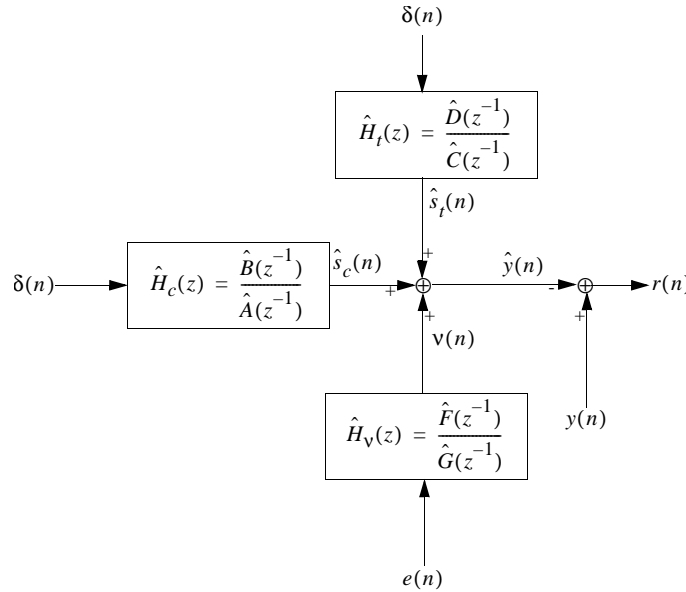 δ(n)
Ĥ_t(z) = D̂(z⁻¹) / Ĉ(z⁻¹)
ŝ_t(n)
+
δ(n)
Ĥ_c(z) = B̂(z⁻¹) / Â(z⁻¹)
ŝ_c(n)
+
ŷ(n)
-
r(n)
+
ν(n)
+
y(n)
Ĥ_ν(z) = F̂(z⁻¹) / Ĝ(z⁻¹)
e(n)